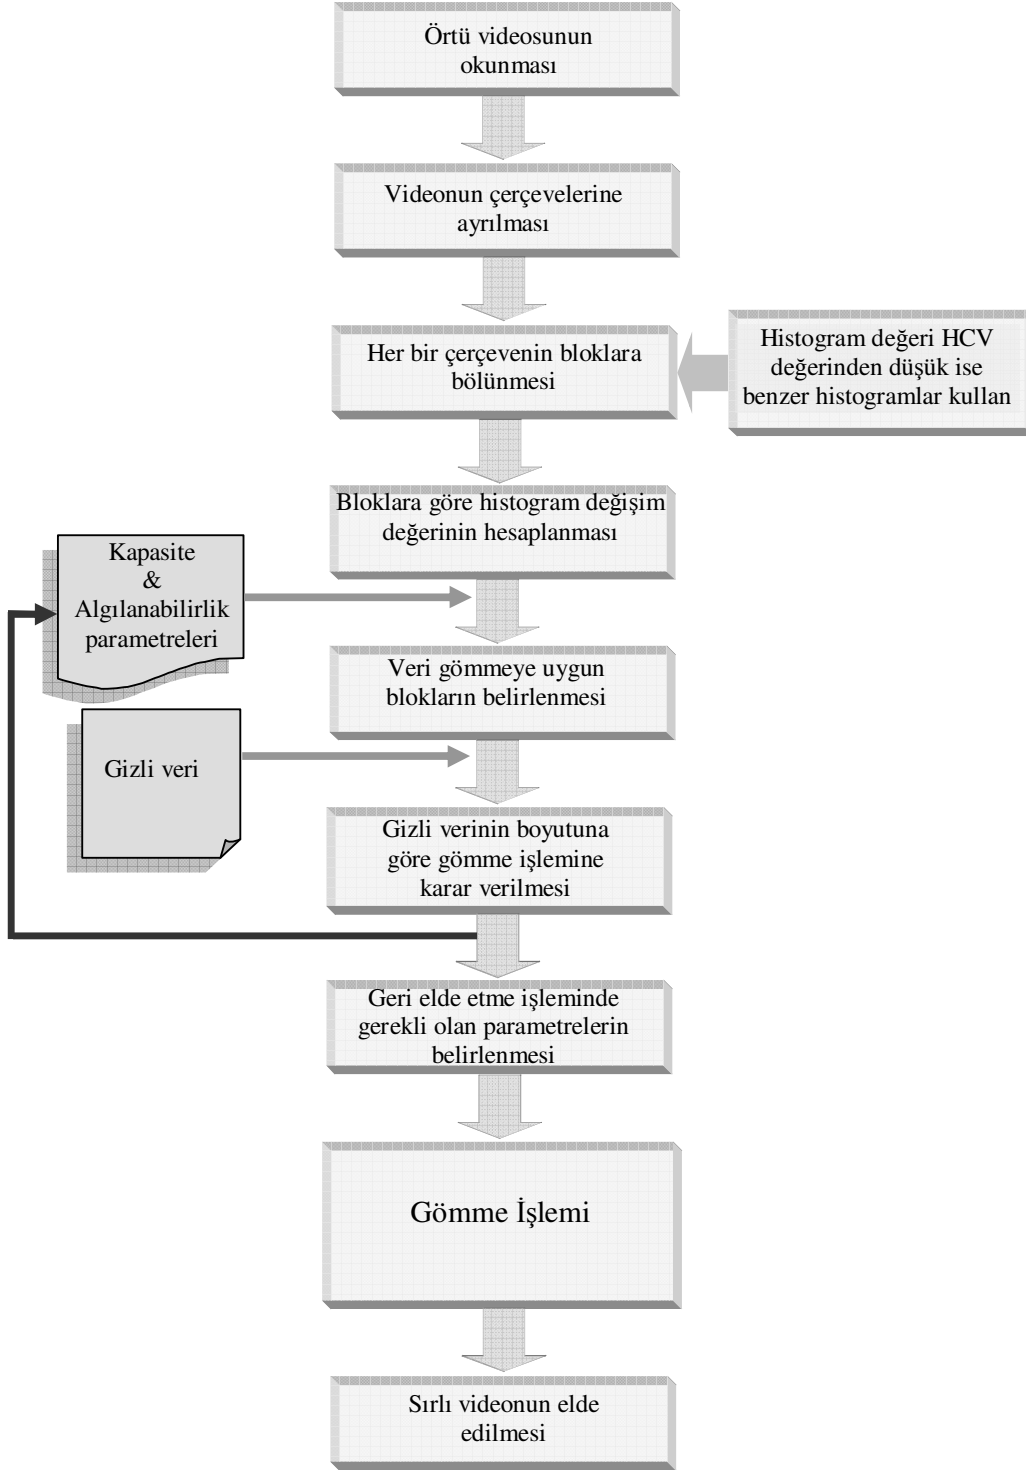 Örtü videosunun
okunması
Videonun çerçevelerine
ayrılması
Her bir çerçevenin bloklara
bölünmesi
Histogram değeri HCV
değerinden düşük ise
benzer histogramlar kullan
Bloklara göre histogram değişim
değerinin hesaplanması
Kapasite
&
Algılanabilirlik
parametreleri
Veri gömmeye uygun
blokların belirlenmesi
Gizli veri
Gizli verinin boyutuna
göre gömme işlemine
karar verilmesi
Geri elde etme işleminde
gerekli olan parametrelerin
belirlenmesi
Gömme İşlemi
Sırlı videonun elde
edilmesi